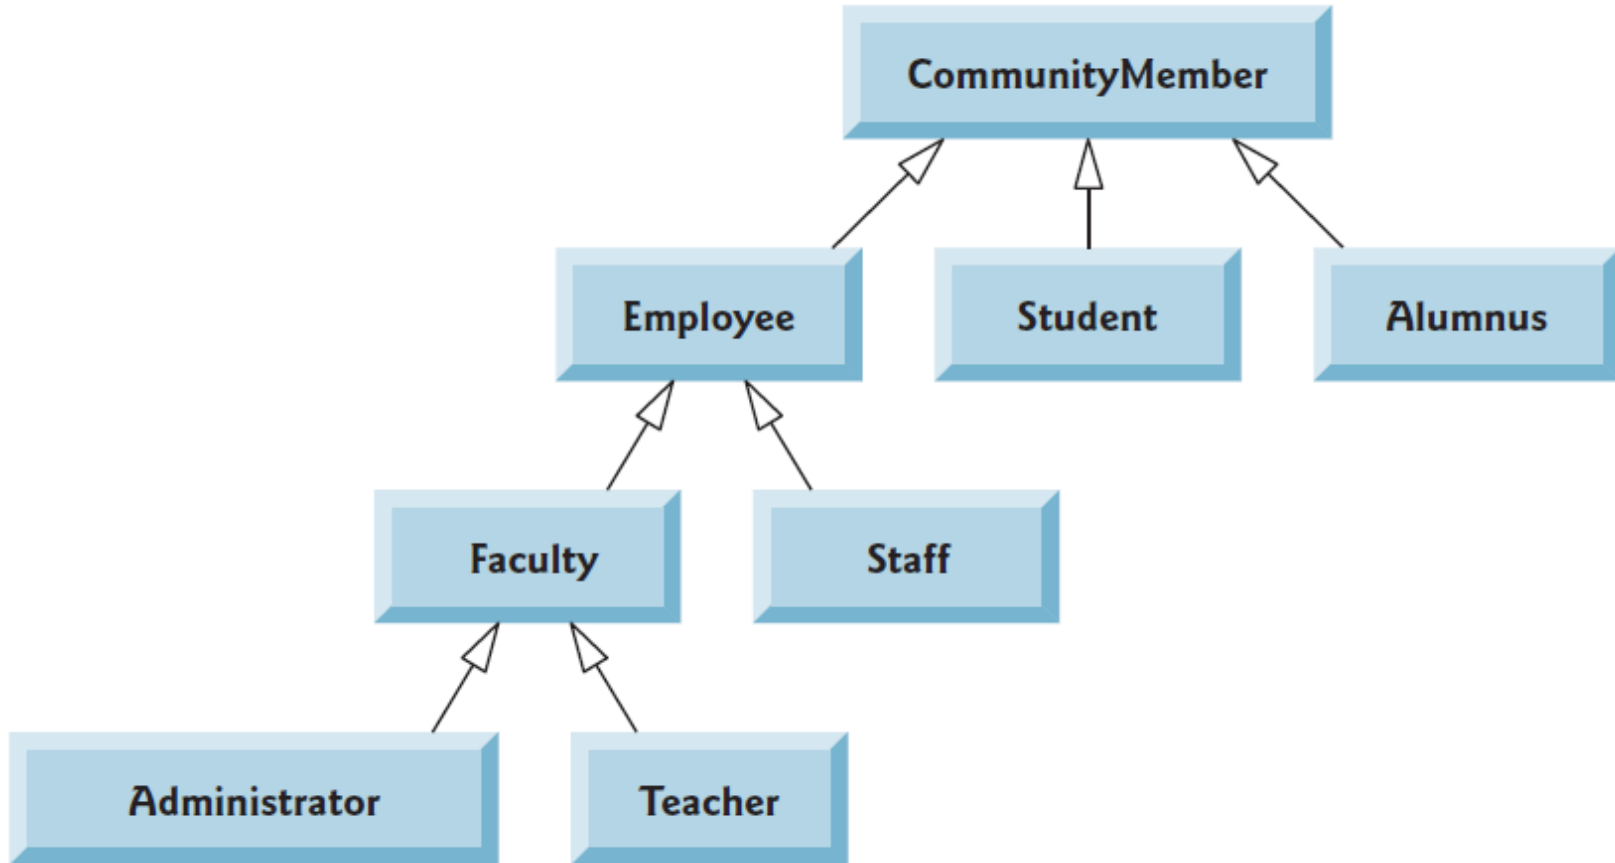 CommunityMember
Employee
Student
Alumnus
Faculty
Staff
Administrator
Teacher